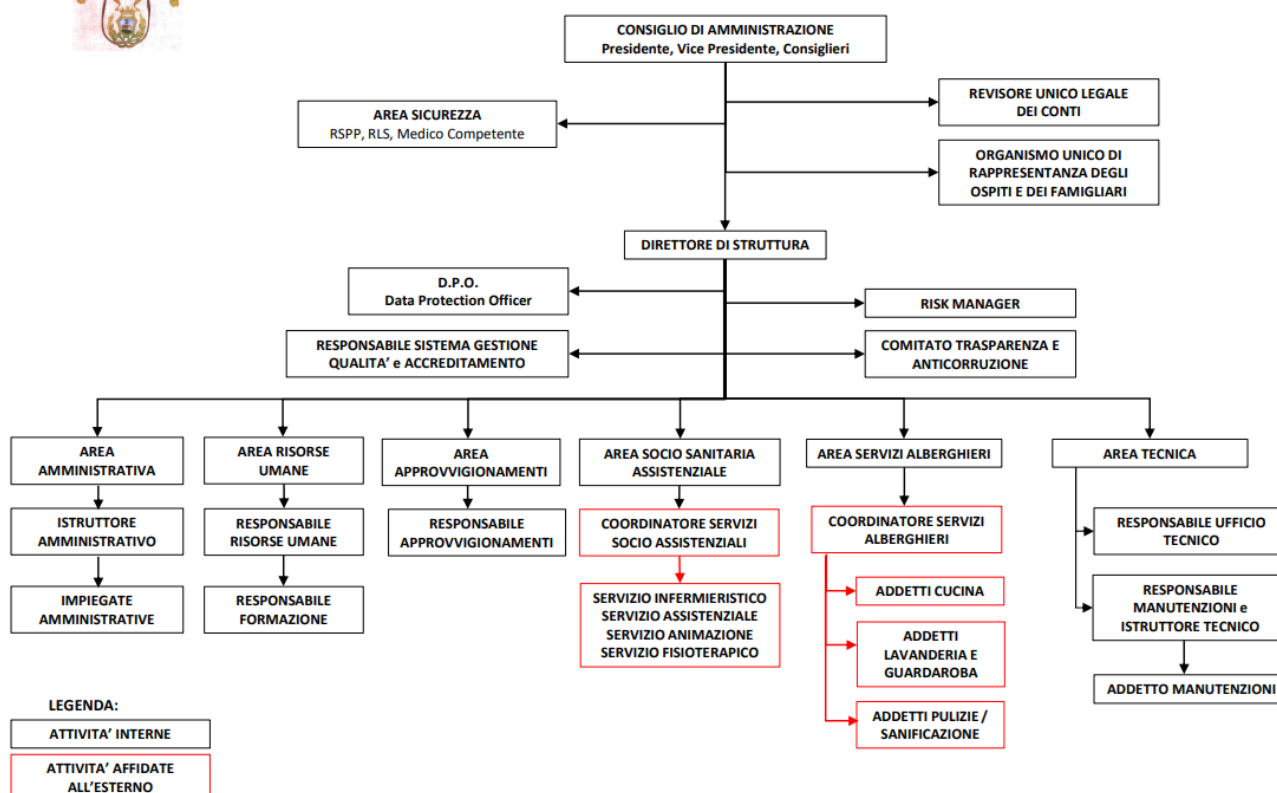 CONSIGLIO DI AMMINISTRAZIONE
Presidente, Vice Presidente, Consiglieri
REVISORE UNICO LEGALE
DEI CONTI
AREA SICUREZZA
RSPP, RLS, Medico Competente
ORGANISMO UNICO DI
RAPPRESENTANZA DEGLI
OSPITI E DEI FAMIGLIARI
DIRETTORE DI STRUTTURA
D.P.O.
Data Protection Officer
RISK MANAGER
RESPONSABILE SISTEMA GESTIONE
QUALITA' e ACCREDITAMENTO
COMITATO TRASPARENZA E
ANTICORRUZIONE
AREA
AMMINISTRATIVA
AREA RISORSE
UMANE
AREA
APPROVVIGIONAMENTI
AREA SOCIO SANITARIA
ASSISTENZIALE
AREA SERVIZI ALBERGHIERI
AREA TECNICA
ISTRUTTORE
AMMINISTRATIVO
RESPONSABILE
RISORSE UMANE
RESPONSABILE
APPROVVIGIONAMENTI
COORDINATORE SERVIZI
SOCIO ASSISTENZIALI
COORDINATORE SERVIZI
ALBERGHIERI
RESPONSABILE UFFICIO
TECNICO
IMPIEGATE
AMMINISTRATIVE
RESPONSABILE
FORMAZIONE
SERVIZIO INFERMIERISTICO
SERVIZIO ASSISTENZIALE
SERVIZIO ANIMAZIONE
SERVIZIO FISIOTERAPICO
ADDETTI CUCINA
ADDETTI
LAVANDERIA E
GUARDAROBA
ADDETTI PULIZIE /
SANIFICAZIONE
RESPONSABILE
MANUTENZIONI e
ISTRUTTORE TECNICO
ADDETTO MANUTENZIONI
LEGENDA:
ATTIVITA' INTERNE
ATTIVITA' AFFIDATE
ALL'ESTERNO